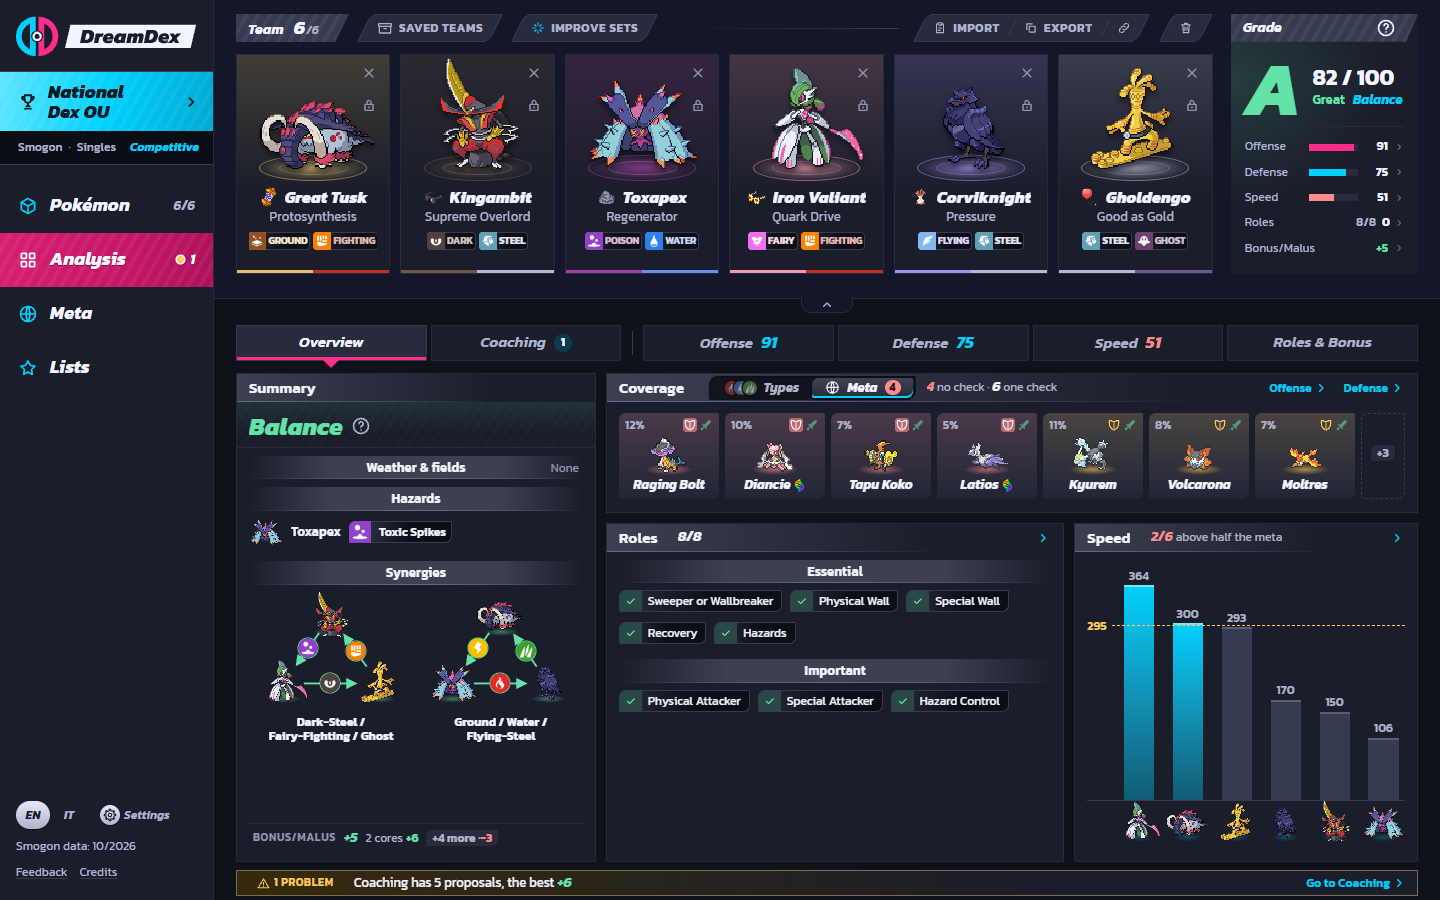 DreamDex
National
Dex OU
Smogon · Singles Competitive
Pokémon 6/6
Analysis 1
Meta
Lists
EN IT Settings
Smogon data: 10/2026
Feedback Credits
Team 6/6
SAVED TEAMS
IMPROVE SETS
IMPORT
EXPORT
Great Tusk
Protosynthesis
GROUND FIGHTING
Kingambit
Supreme Overlord
DARK STEEL
Toxapex
Regenerator
POISON WATER
Iron Valiant
Quark Drive
FAIRY FIGHTING
Corviknight
Pressure
FLYING STEEL
Gholdengo
Good as Gold
STEEL GHOST
Grade
A
82 / 100
Great Balance
Offense 91
Defense 75
Speed 51
Roles 8/8 0
Bonus/Malus +5
Overview
Coaching 1
Offense 91
Defense 75
Speed 51
Roles & Bonus
Summary
Balance
Weather & fields None
Hazards
Toxapex Toxic Spikes
Synergies
Dark-Steel /
Fairy-Fighting / Ghost
Ground / Water /
Flying-Steel
BONUS/MALUS +5 2 cores +6 +4 more −3
Coverage Types Meta 4 4 no check · 6 one check
Offense Defense
12%
Raging Bolt
10%
Diancie
7%
Tapu Koko
5%
Latios
11%
Kyurem
8%
Volcarona
7%
Moltres
+3
Roles 8/8
Essential
Sweeper or Wallbreaker
Physical Wall
Special Wall
Recovery
Hazards
Important
Physical Attacker
Special Attacker
Hazard Control
Speed 2/6 above half the meta
364
300
293
295
170
150
106
1 PROBLEM Coaching has 5 proposals, the best +6
Go to Coaching